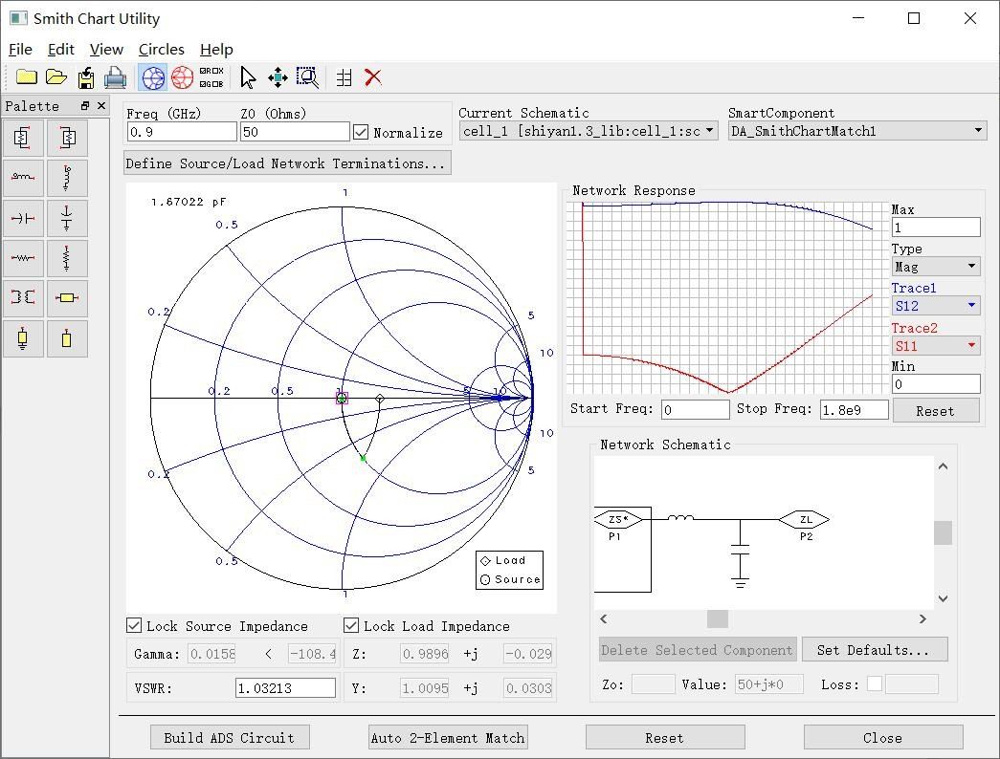 Smith Chart Utility
File Edit View Circles Help
Palette
Freq (GHz)
0.9
Z0 (Ohms)
50
Normalize
Current Schematic
cell_1 [shiyan1.3_lib:cell_1:sc
SmartComponent
DA_SmithChartMatch1
Define Source/Load Network Terminations...
1.67022 pF
1
0.5
0.2
5
10
0.2 0.5 1 5 10
10
0.2
5
0.5
1
Load
Source
Network Response
Max
1
Type
Mag
Trace1
S12
Trace2
S11
Min
0
Start Freq: 0 Stop Freq: 1.8e9 Reset
Network Schematic
ZS* ZL
P1 P2
Lock Source Impedance Lock Load Impedance
Gamma: 0.0158 < -108.4 Z: 0.9896 +j -0.029
VSWR: 1.03213 Y: 1.0095 +j 0.0303
Delete Selected Component Set Defaults...
Zo: Value: 50+j*0 Loss:
Build ADS Circuit Auto 2-Element Match Reset Close